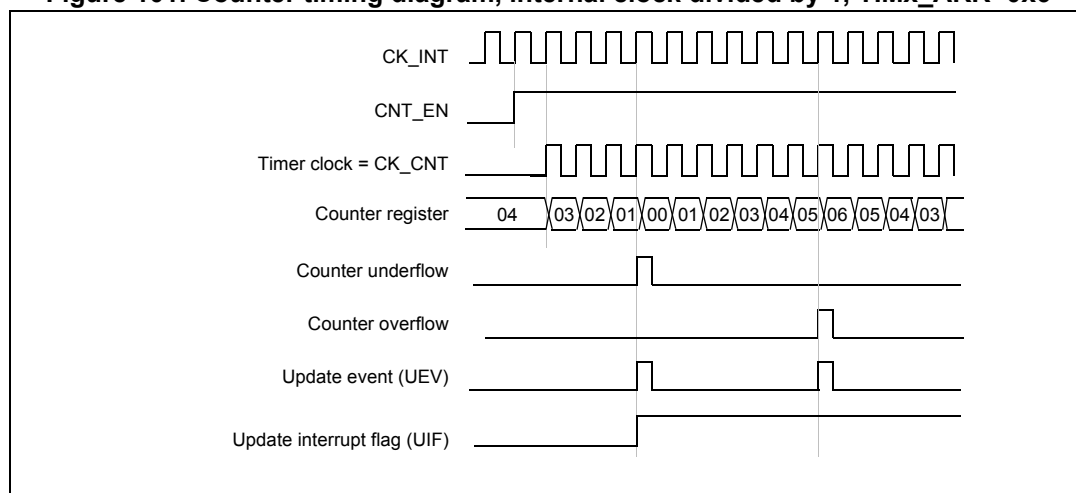 CK_INT
CNT_EN
Timer clock = CK_CNT
Counter register 04 03 02 01 00 01 02 03 04 05 06 05 04 03
Counter underflow
Counter overflow
Update event (UEV)
Update interrupt flag (UIF)